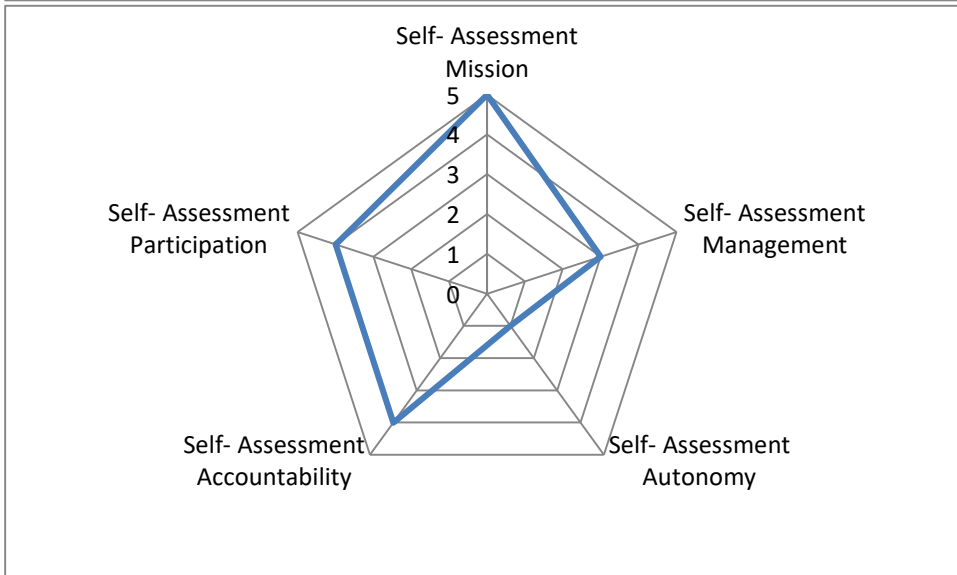 Self- Assessment
Mission
5
4
3
2
1
0
Self- Assessment
Participation
Self- Assessment
Management
Self- Assessment
Accountability
Self- Assessment
Autonomy